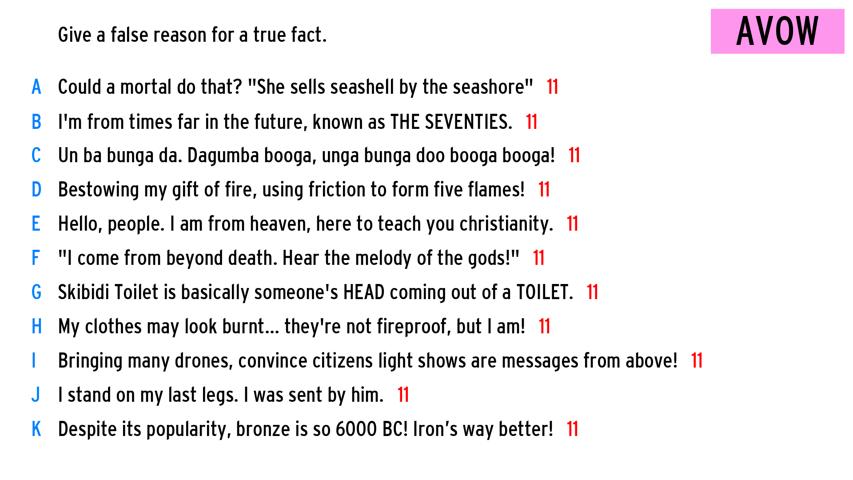 Give a false reason for a true fact.
AVOW
A Could a mortal do that? "She sells seashell by the seashore" 11
B I'm from times far in the future, known as THE SEVENTIES. 11
C Un ba bunga da. Dagumba booga, unga bunga doo booga booga! 11
D Bestowing my gift of fire, using friction to form five flames! 11
E Hello, people. I am from heaven, here to teach you christianity. 11
F "I come from beyond death. Hear the melody of the gods!" 11
G Skibidi Toilet is basically someone's HEAD coming out of a TOILET. 11
H My clothes may look burnt... they're not fireproof, but I am! 11
I Bringing many drones, convince citizens light shows are messages from above! 11
J I stand on my last legs. I was sent by him. 11
K Despite its popularity, bronze is so 6000 BC! Iron’s way better! 11